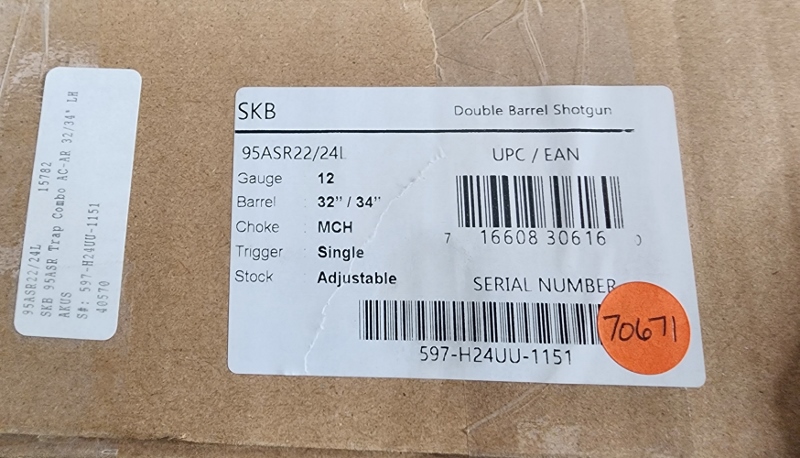 95ASR22/24L 15782
SKB 95ASR Trap Combo AC-AR 32/34" LH
AKUS
S#: 597-H24UU-1151
40570
SKB Double Barrel Shotgun
95ASR22/24L
UPC / EAN
Gauge : 12
Barrel : 32” / 34”
Choke : MCH
Trigger : Single
Stock : Adjustable
7 16608 30616 0
SERIAL NUMBER
597-H24UU-1151
70671